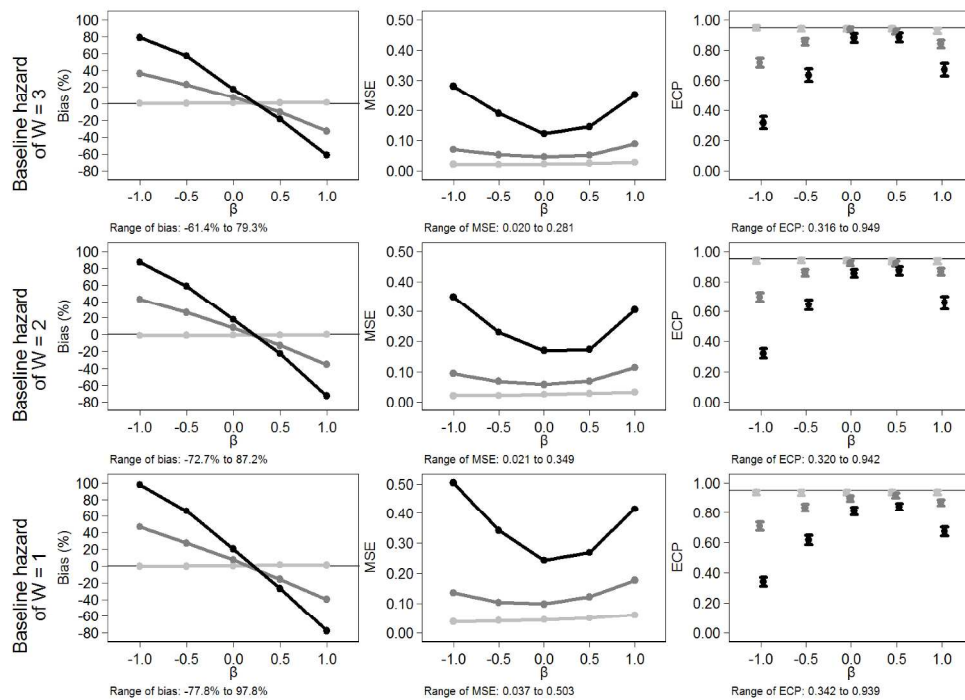 Baseline hazard
of W = 3
Bias (%)
100
80
60
40
20
0
-20
-40
-60
-80
-1.0 -0.5 0.0 0.5 1.0
β
Range of bias: -61.4% to 79.3%
MSE
0.50
0.40
0.30
0.20
0.10
0.00
-1.0 -0.5 0.0 0.5 1.0
β
Range of MSE: 0.020 to 0.281
ECP
1.00
0.80
0.60
0.40
0.20
0.00
-1.0 -0.5 0.0 0.5 1.0
β
Range of ECP: 0.316 to 0.949
Baseline hazard
of W = 2
Bias (%)
100
80
60
40
20
0
-20
-40
-60
-80
-1.0 -0.5 0.0 0.5 1.0
β
Range of bias: -72.7% to 87.2%
MSE
0.50
0.40
0.30
0.20
0.10
0.00
-1.0 -0.5 0.0 0.5 1.0
β
Range of MSE: 0.021 to 0.349
ECP
1.00
0.80
0.60
0.40
0.20
0.00
-1.0 -0.5 0.0 0.5 1.0
β
Range of ECP: 0.320 to 0.942
Baseline hazard
of W = 1
Bias (%)
100
80
60
40
20
0
-20
-40
-60
-80
-1.0 -0.5 0.0 0.5 1.0
β
Range of bias: -77.8% to 97.8%
MSE
0.50
0.40
0.30
0.20
0.10
0.00
-1.0 -0.5 0.0 0.5 1.0
β
Range of MSE: 0.037 to 0.503
ECP
1.00
0.80
0.60
0.40
0.20
0.00
-1.0 -0.5 0.0 0.5 1.0
β
Range of ECP: 0.342 to 0.939